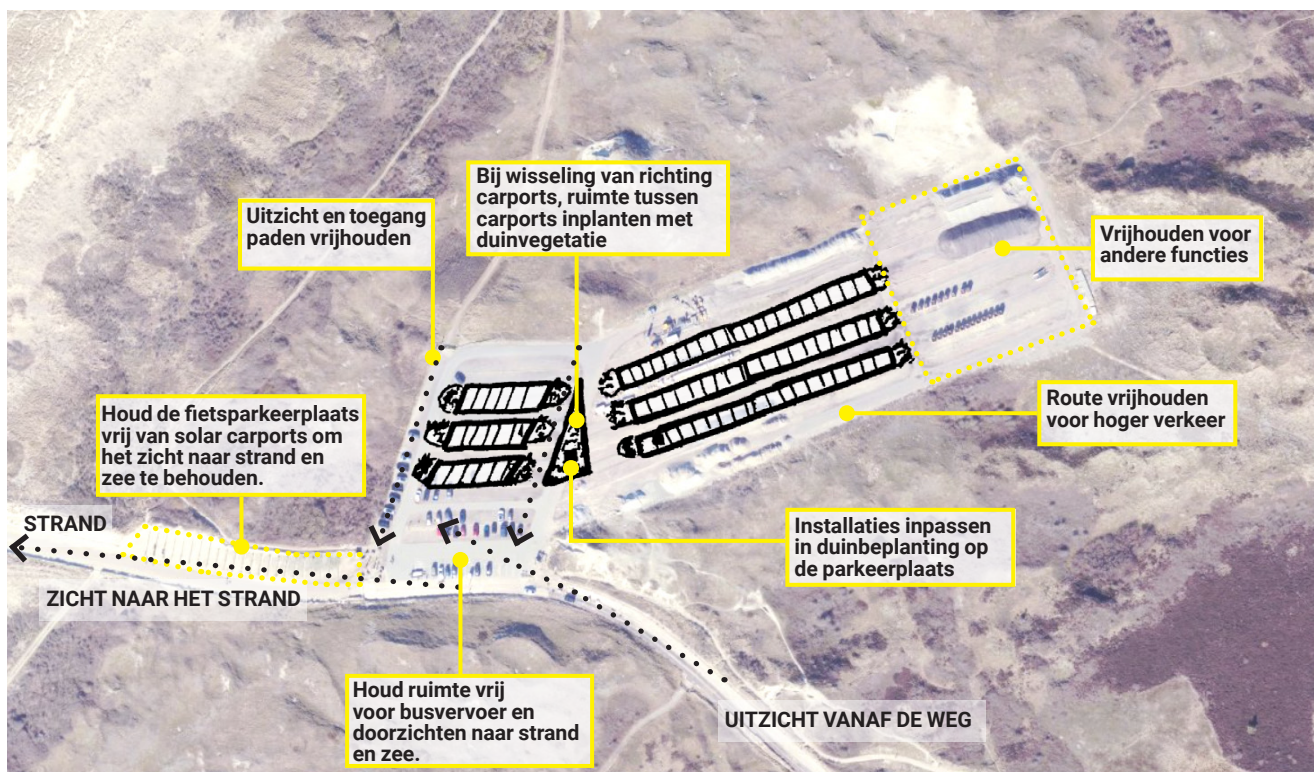 Bij wisseling van richting
carports, ruimte tussen
carports inplanten met
duinvegetatie
Uitzicht en toegang
paden vrijhouden
Vrijhouden voor
andere functies
Houd de fietsparkeerplaats
vrij van solar carports om
het zicht naar strand en
zee te behouden.
Route vrijhouden
voor hoger verkeer
STRAND
Installaties inpassen
in duinbeplanting op
de parkeerplaats
ZICHT NAAR HET STRAND
Houd ruimte vrij
voor busvervoer en
doorzichten naar strand
en zee.
UITZICHT VANAF DE WEG